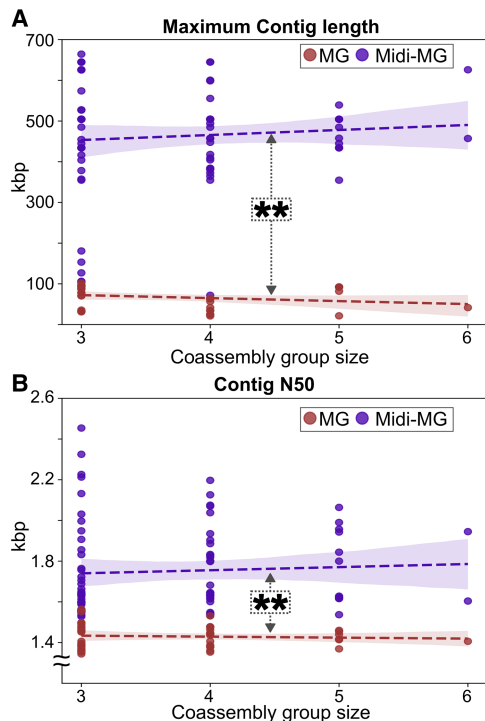 A
Maximum Contig length
700
MG Midi-MG
500
kbp
**
300
100
3 4 5 6
Coassembly group size
B
Contig N50
2.6
MG Midi-MG
2.2
kbp
1.8
**
1.4
≈
3 4 5 6
Coassembly group size